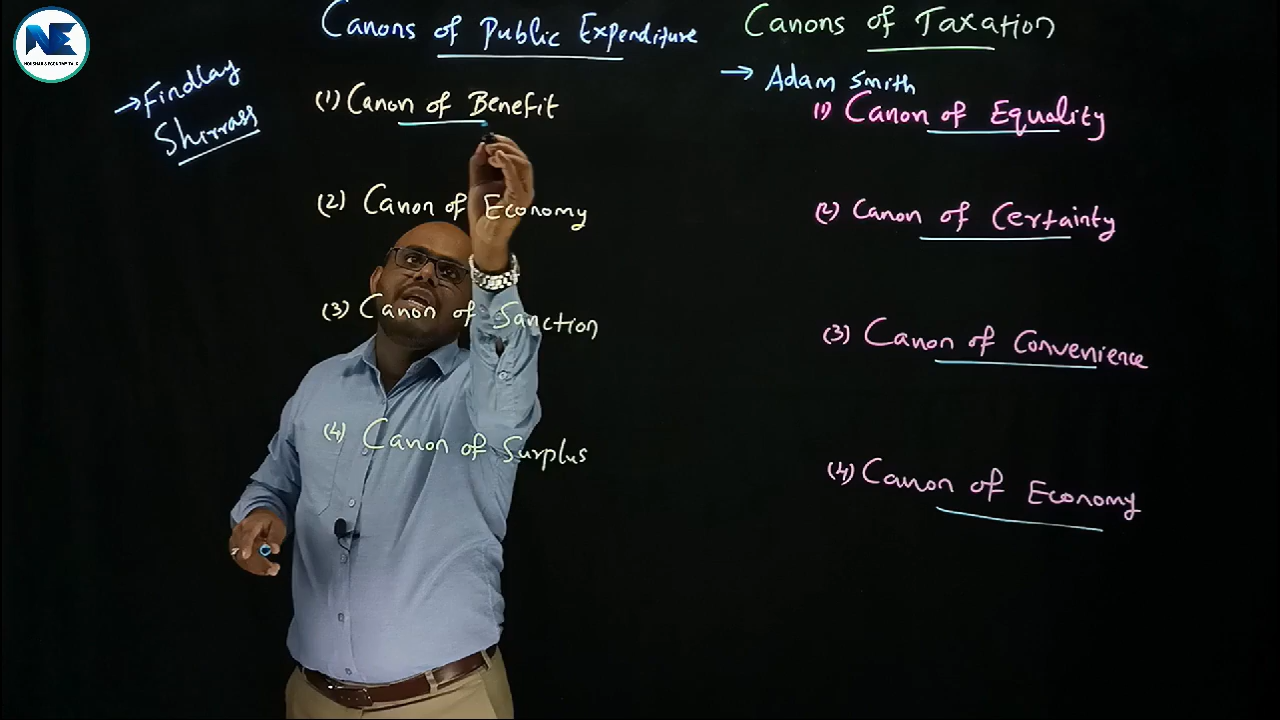 NE
Canons of Public Expenditure
→ Findlay
Shirrass
(1) Canon of Benefit
(2) Canon of Economy
(3) Canon of Sanction
(4) Canon of Surplus
Canons of Taxation
→ Adam Smith
(1) Canon of Equality
(2) Canon of Certainty
(3) Canon of Convenience
(4) Canon of Economy